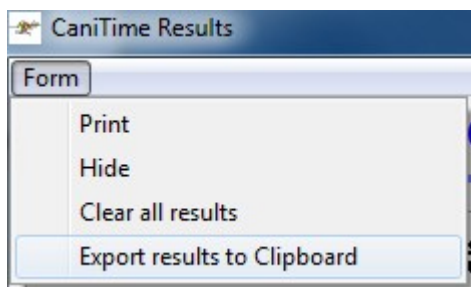 CaniTime Results
Form
Print
Hide
Clear all results
Export results to Clipboard